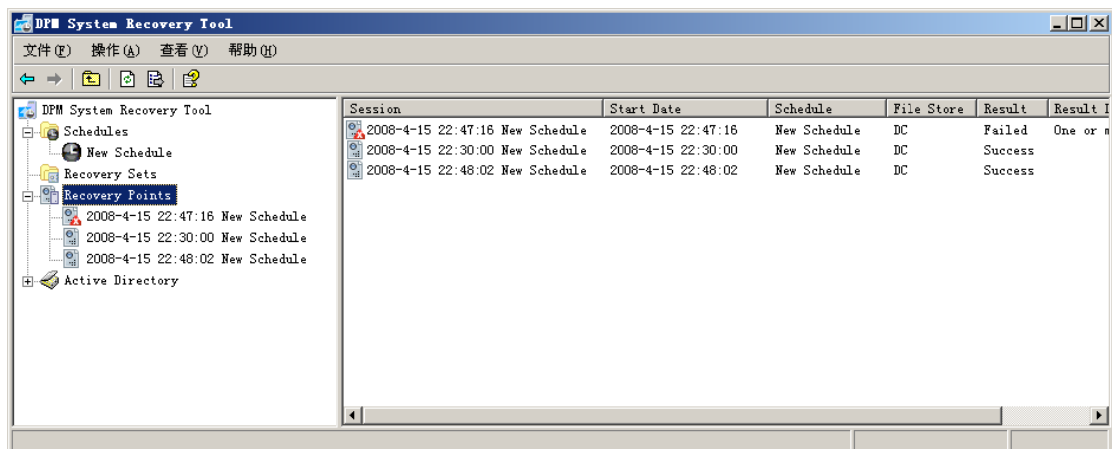 DPM System Recovery Tool
文件(F) 操作(A) 查看(V) 帮助(H)
DPM System Recovery Tool
Schedules
New Schedule
Recovery Sets
Recovery Points
2008-4-15 22:47:16 New Schedule
2008-4-15 22:30:00 New Schedule
2008-4-15 22:48:02 New Schedule
Active Directory
Session Start Date Schedule File Store Result Result I
2008-4-15 22:47:16 New Schedule 2008-4-15 22:47:16 New Schedule DC Failed One or m
2008-4-15 22:30:00 New Schedule 2008-4-15 22:30:00 New Schedule DC Success
2008-4-15 22:48:02 New Schedule 2008-4-15 22:48:02 New Schedule DC Success